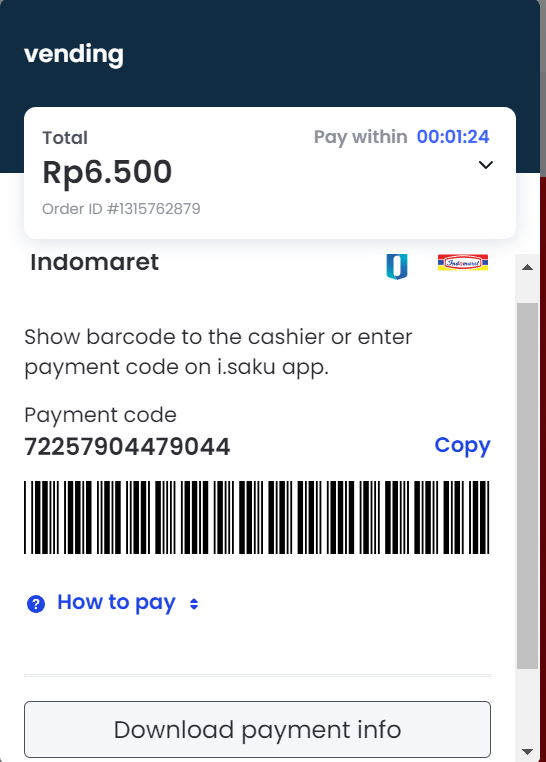 vending
Total
Pay within 00:01:24
Rp6.500
Order ID #1315762879
Indomaret
Indomaret
Show barcode to the cashier or enter
payment code on i.saku app.
Payment code
72257904479044
Copy
? How to pay
Download payment info